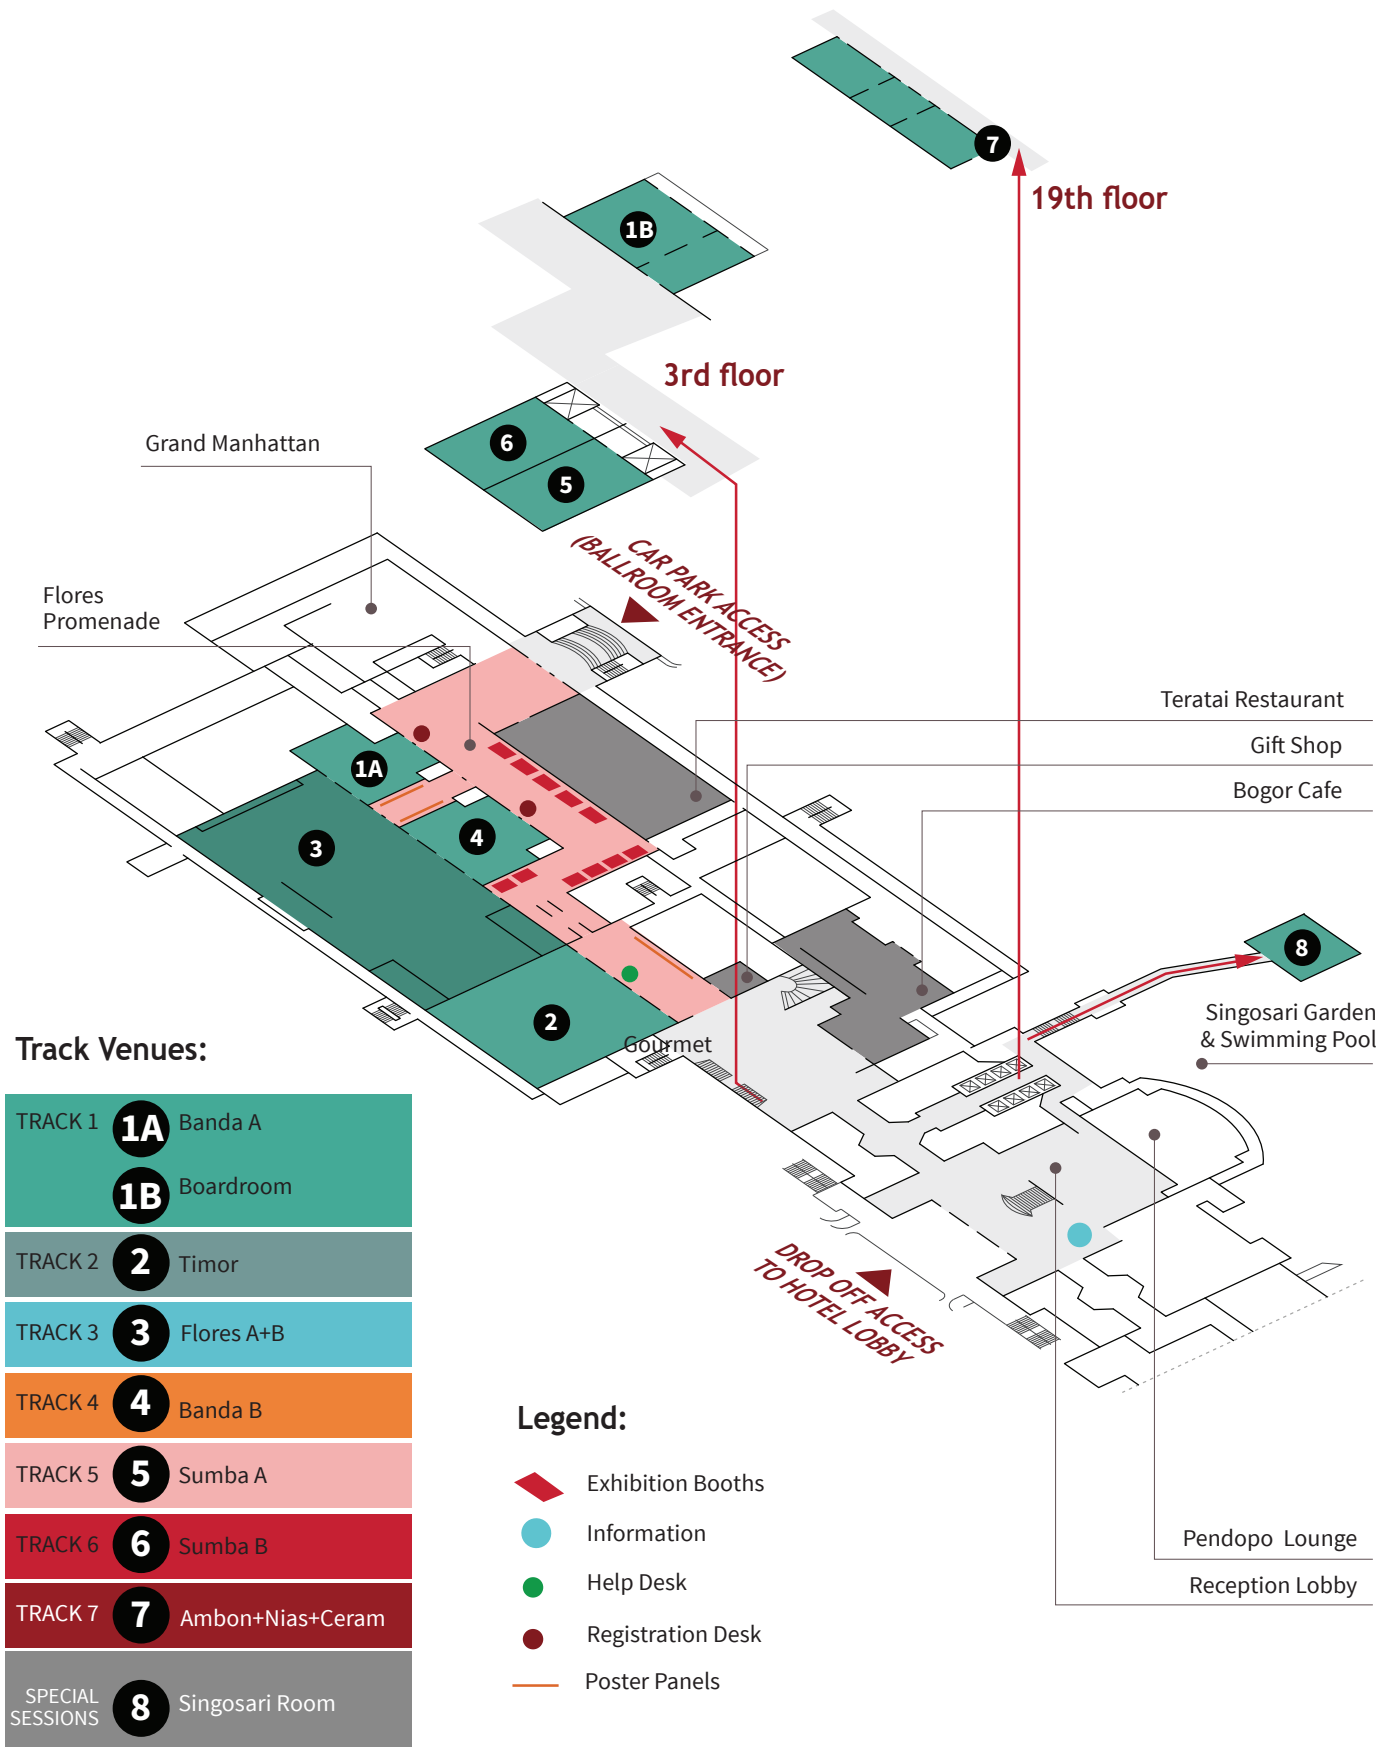 7
19th floor
1B
3rd floor
6
5
Grand Manhattan
CAR PARK ACCESS
(BALLROOM ENTRANCE)
Flores
Promenade
Teratai Restaurant
Gift Shop
Bogor Cafe
1A
4
3
8
2
Gourmet
Singosari Garden
& Swimming Pool
DROP OFF ACCESS
TO HOTEL LOBBY
Pendopo Lounge
Reception Lobby
Track Venues:
TRACK 1 1A Banda A
1B Boardroom
TRACK 2 2 Timor
TRACK 3 3 Flores A+B
TRACK 4 4 Banda B
TRACK 5 5 Sumba A
TRACK 6 6 Sumba B
TRACK 7 7 Ambon+Nias+Ceram
SPECIAL
SESSIONS 8 Singosari Room
Legend:
Exhibition Booths
Information
Help Desk
Registration Desk
Poster Panels